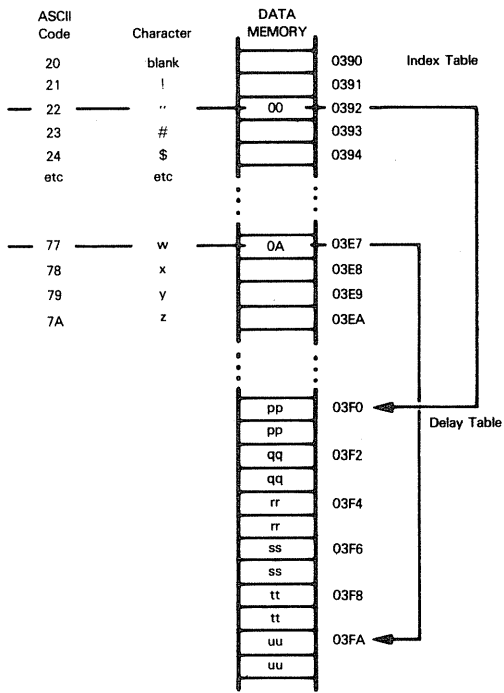 ASCII Code Character DATA MEMORY
20 blank 0390 Index Table
21 ! 0391
22 " 00 0392
23 # 0393
24 $ 0394
etc etc
77 w 0A 03E7
78 x 03E8
79 y 03E9
7A z 03EA
pp 03F0
Delay Table
pp
qq 03F2
qq
rr 03F4
rr
ss 03F6
ss
tt 03F8
tt
uu 03FA
uu